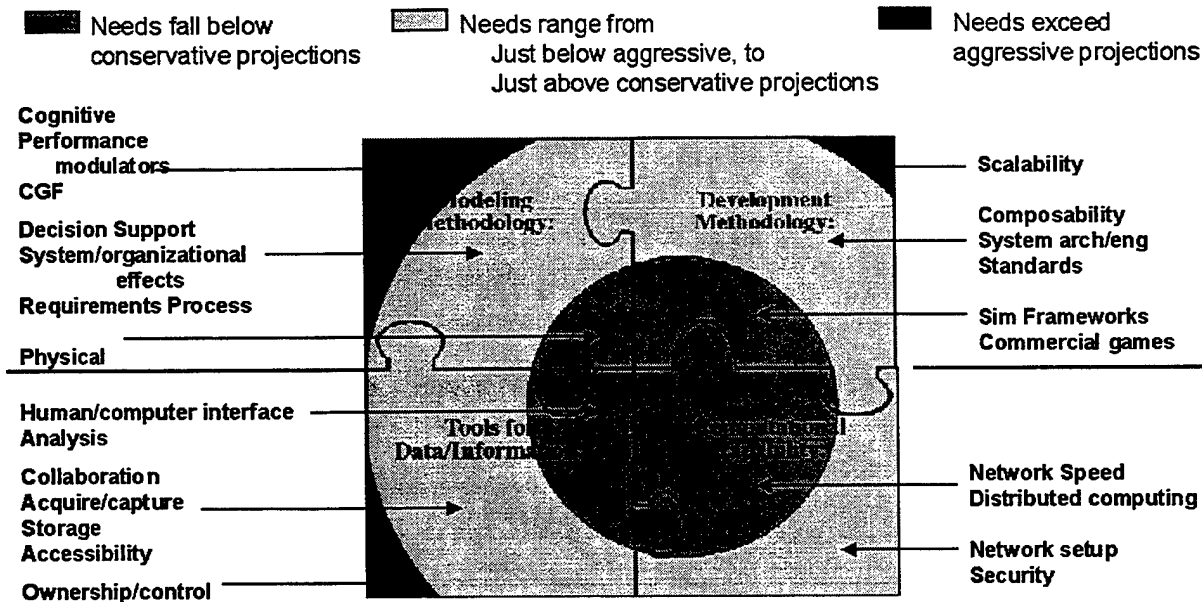 Needs fall below
conservative projections
Needs range from
Just below aggressive, to
Just above conservative projections
Needs exceed
aggressive projections
Cognitive
Performance
modulators
CGF
Decision Support
System/organizational
effects
Requirements Process
Physical
Human/computer interface
Analysis
Collaboration
Acquire/capture
Storage
Accessibility
Ownership/control
Modeling
Methodology:
Development
Methodology:
Tools for
Data/Information
Scalability
Composability
System arch/eng
Standards
Sim Frameworks
Commercial games
Network Speed
Distributed computing
Network setup
Security